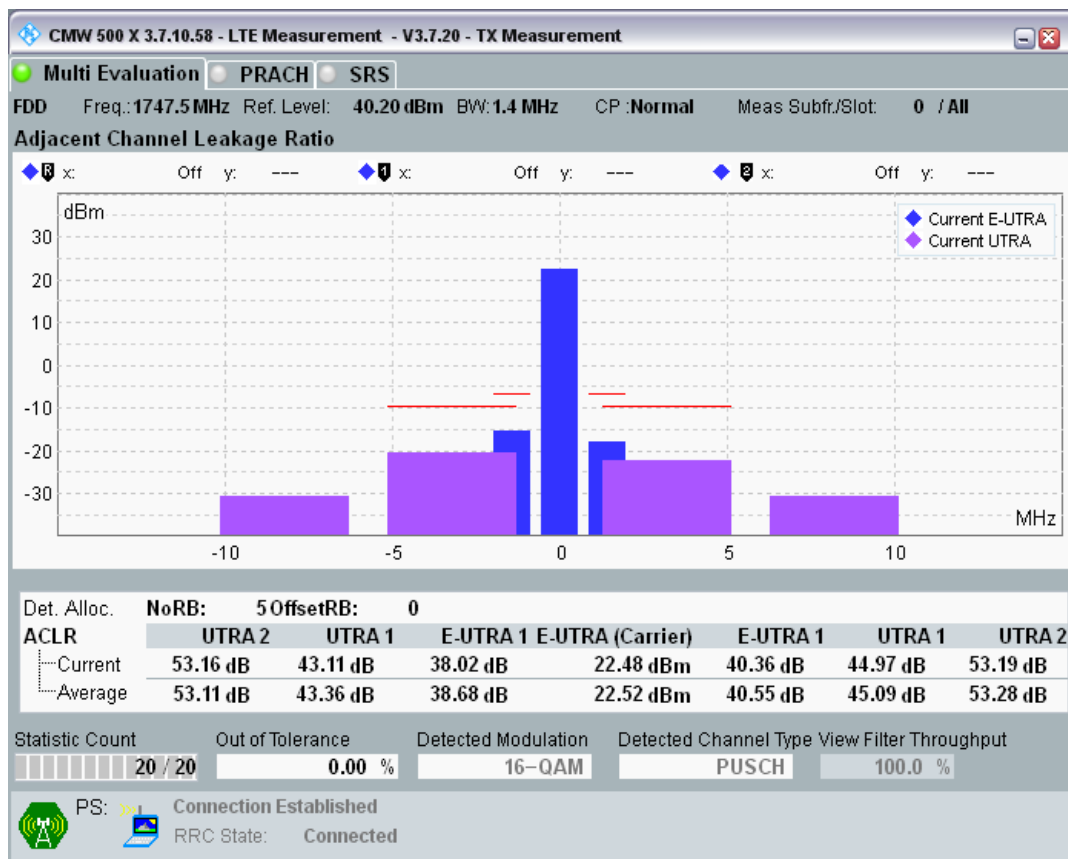 CMW 500 X 3.7.10.58 - LTE Measurement - V3.7.20 - TX Measurement
Multi Evaluation PRACH SRS
FDD Freq.:1747.5 MHz Ref. Level: 40.20 dBm BW:1.4 MHz CP :Normal Meas Subfr./Slot: 0 / All
Adjacent Channel Leakage Ratio
R x: Off y: --- 1 x: Off y: --- 2 x: Off y: ---
dBm
Current E-UTRA
Current UTRA
30
20
10
0
-10
-20
-30
MHz
-10 -5 0 5 10
Det. Alloc. NoRB: 5 OffsetRB: 0
ACLR UTRA 2 UTRA 1 E-UTRA 1 E-UTRA (Carrier) E-UTRA 1 UTRA 1 UTRA 2
Current 53.16 dB 43.11 dB 38.02 dB 22.48 dBm 40.36 dB 44.97 dB 53.19 dB
Average 53.11 dB 43.36 dB 38.68 dB 22.52 dBm 40.55 dB 45.09 dB 53.28 dB
Statistic Count Out of Tolerance Detected Modulation Detected Channel Type View Filter Throughput
20 / 20 0.00 % 16-QAM PUSCH 100.0 %
PS: Connection Established
RRC State: Connected